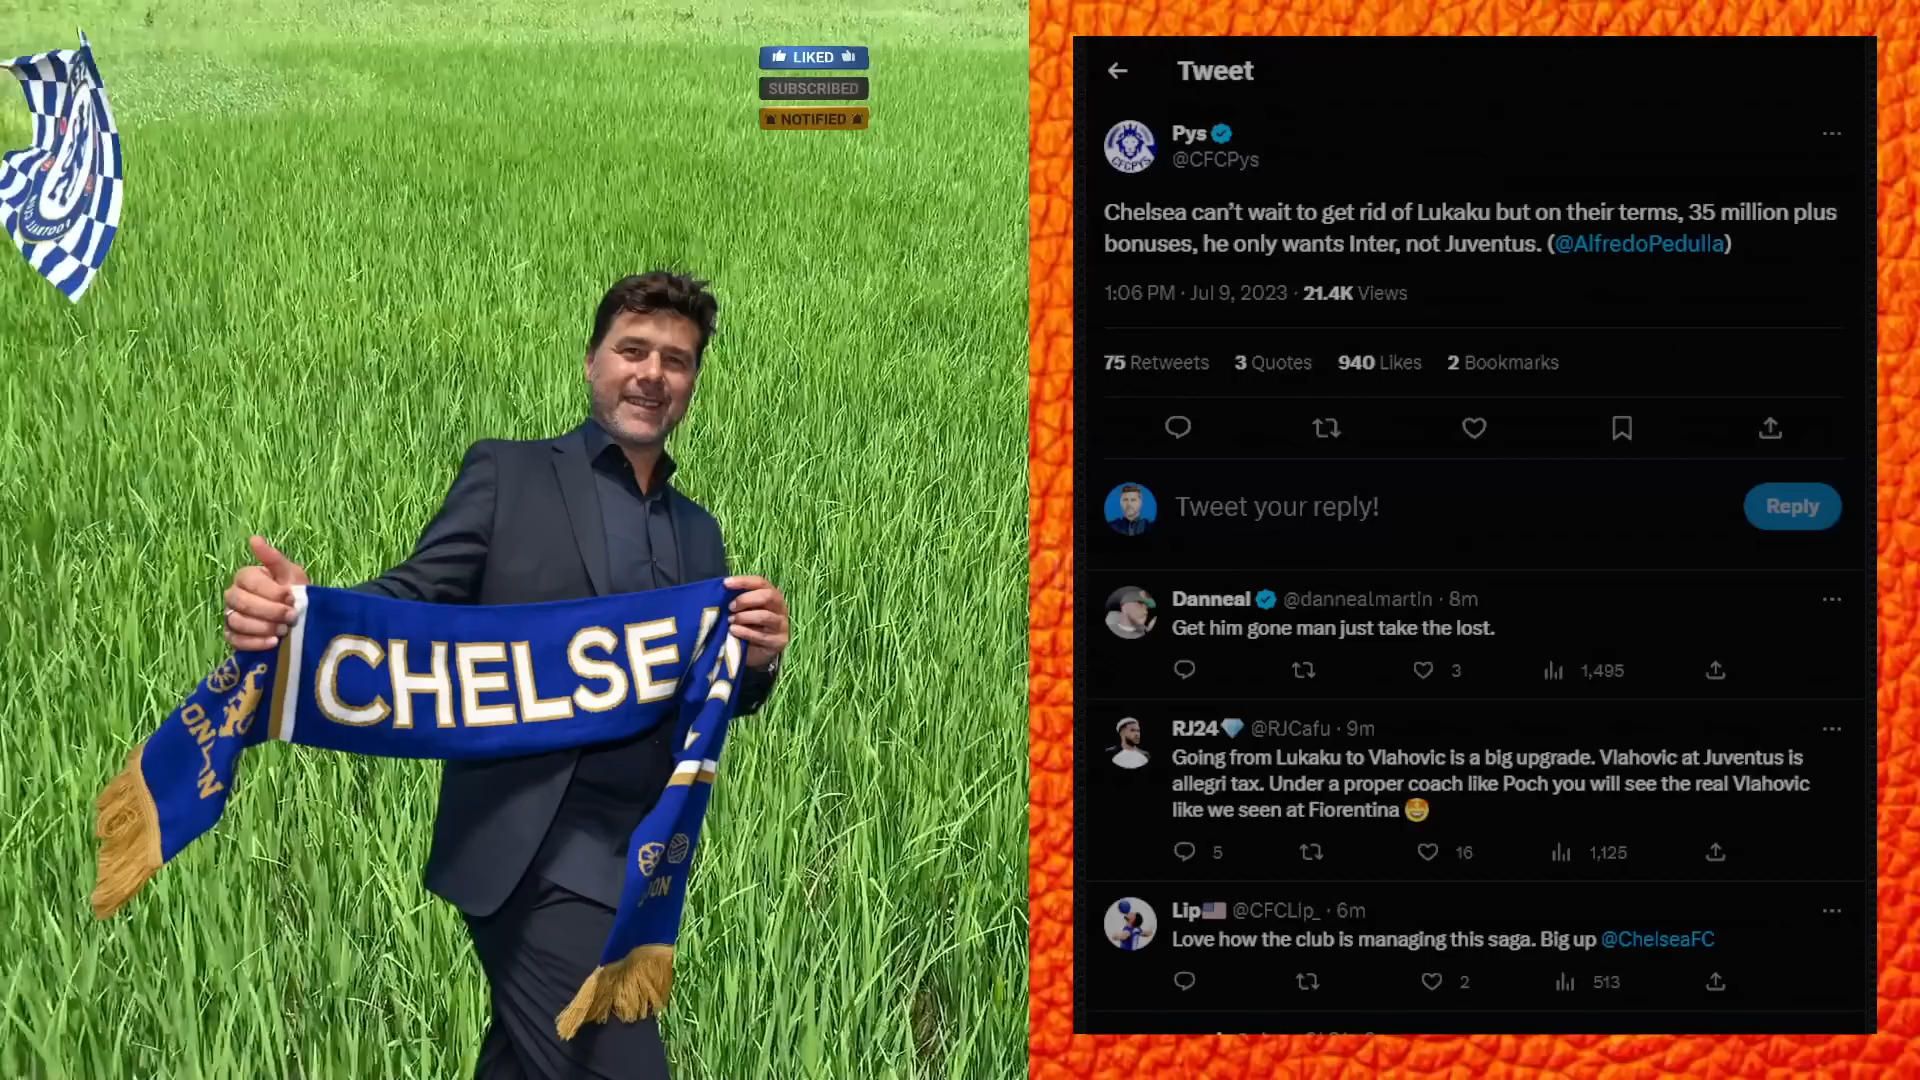 LIKED
SUBSCRIBED
NOTIFIED
CHELSEA
Tweet
Pys
@CFCPys
Chelsea can't wait to get rid of Lukaku but on their terms, 35 million plus
bonuses, he only wants Inter, not Juventus. (@AlfredoPedulla)
1:06 PM · Jul 9, 2023 · 21.4K Views
75 Retweets 3 Quotes 940 Likes 2 Bookmarks
Tweet your reply!
Reply
Danneal @dannealmartin · 8m
Get him gone man just take the lost.
3 1,495
RJ24💎 @RJCafu · 9m
Going from Lukaku to Vlahovic is a big upgrade. Vlahovic at Juventus is
allegri tax. Under a proper coach like Poch you will see the real Vlahovic
like we seen at Fiorentina 🤩
5 16 1,125
Lip🇺🇸 @CFCLip_ · 6m
Love how the club is managing this saga. Big up @ChelseaFC
2 513